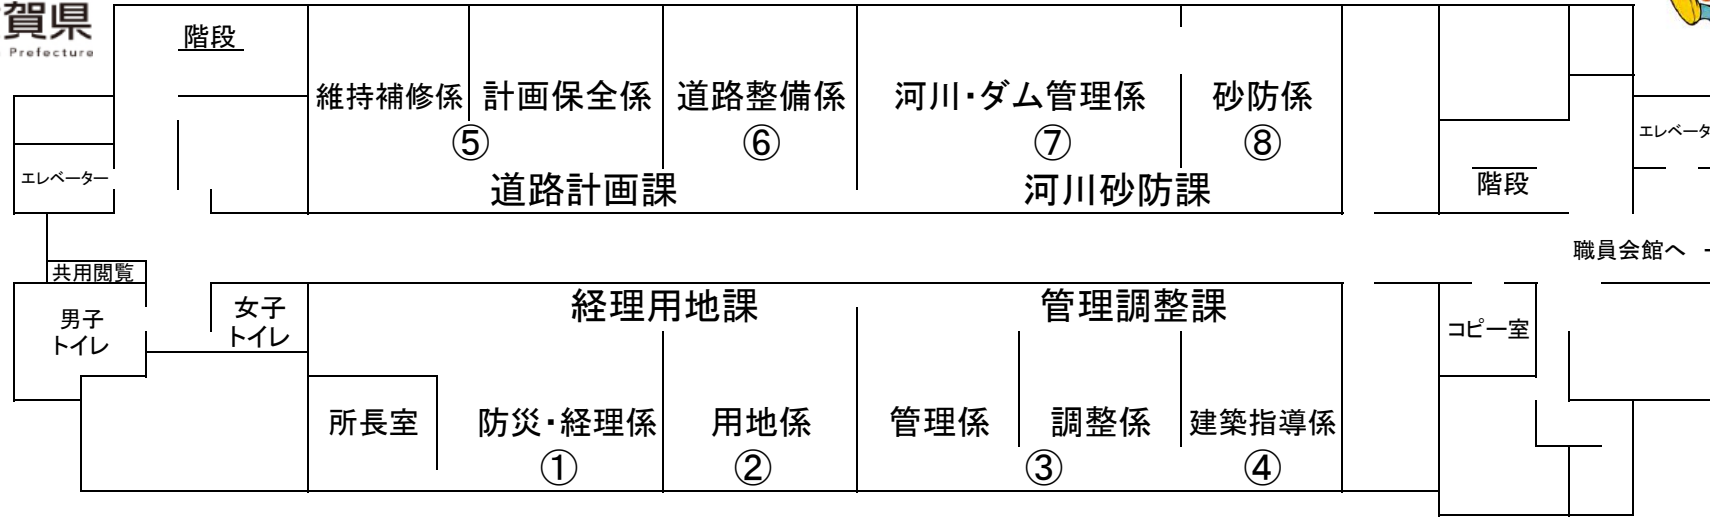 賀県
Prefecture
階段
維持補修係
計画保全係
道路整備係
河川・ダム管理係
砂防係
⑤
⑥
⑦
⑧
エレベータ
エレベーター
道路計画課
河川砂防課
階段
職員会館へ
共用閲覧
男子
トイレ
女子
トイレ
経理用地課
管理調整課
コピー室
所長室
防災・経理係
用地係
管理係
調整係
建築指導係
①
②
③
④